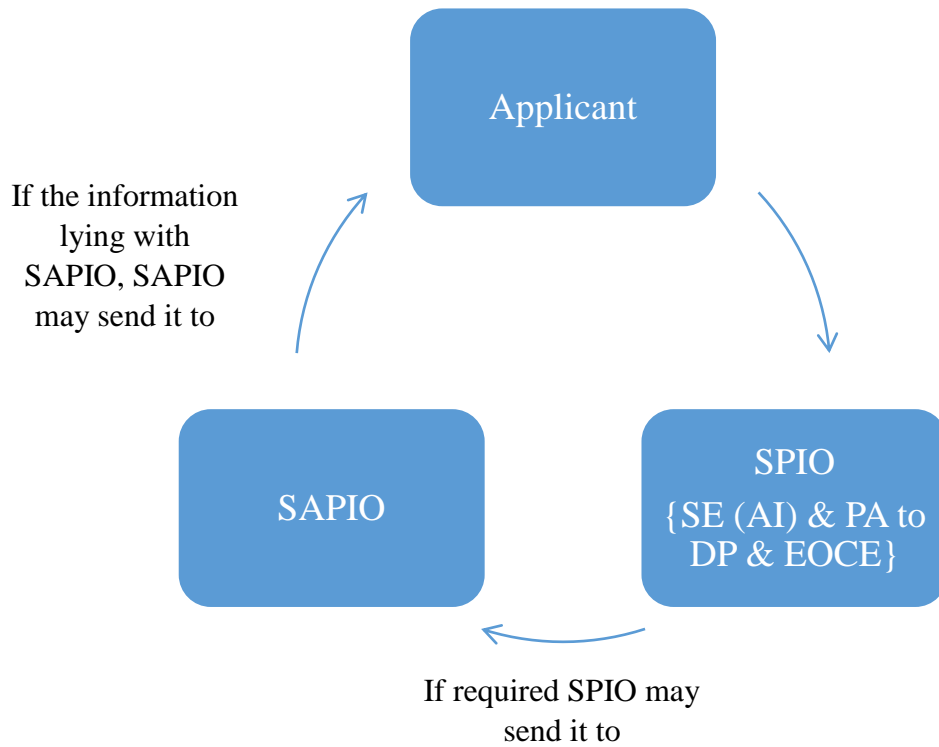 Applicant
If the information
lying with
SAPIO, SAPIO
may send it to
SAPIO
SPIO
{SE (AI) & PA to
DP & EOCE}
If required SPIO may
send it to